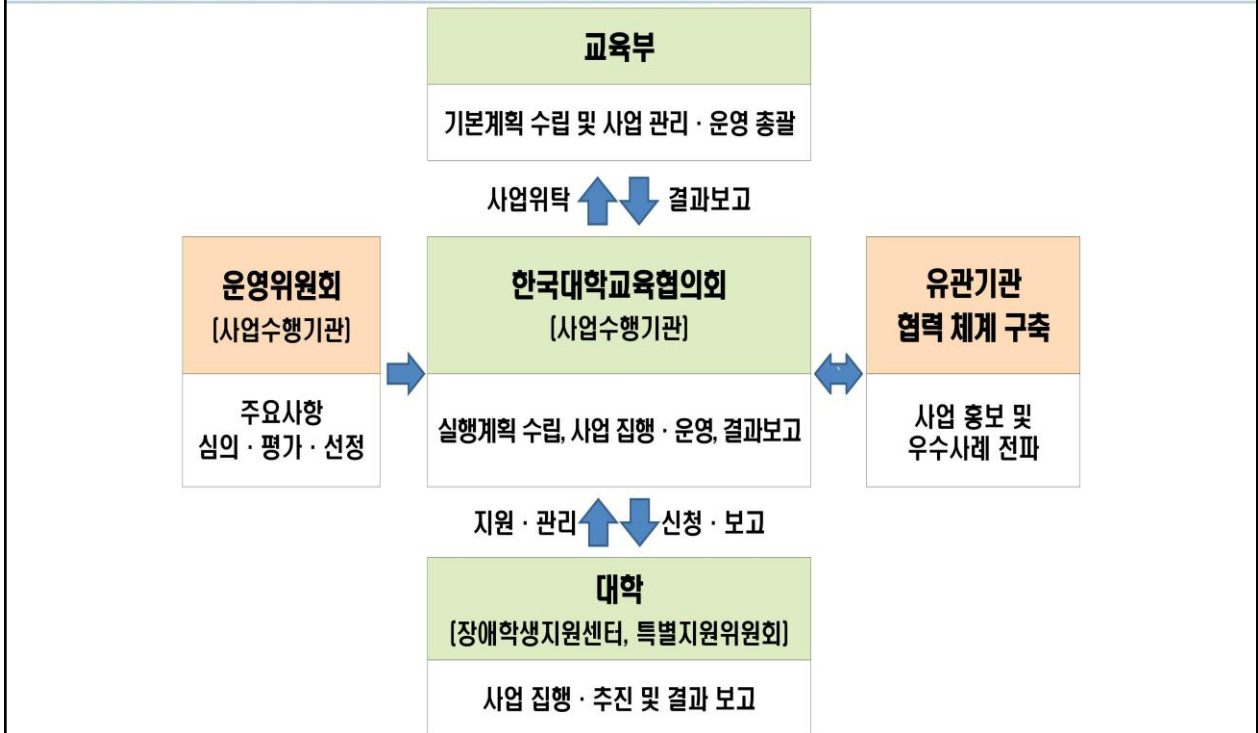 교육부
기본계획 수립 및 사업 관리 · 운영 총괄
사업위탁 결과보고
운영위원회
(사업수행기관)
주요사항
심의 · 평가 · 선정
한국대학교육협의회
(사업수행기관)
실행계획 수립, 사업 집행 · 운영, 결과보고
유관기관
협력 체계 구축
사업 홍보 및
우수사례 전파
지원 · 관리 신청 · 보고
대학
(장애학생지원센터, 특별지원위원회)
사업 집행 · 추진 및 결과 보고